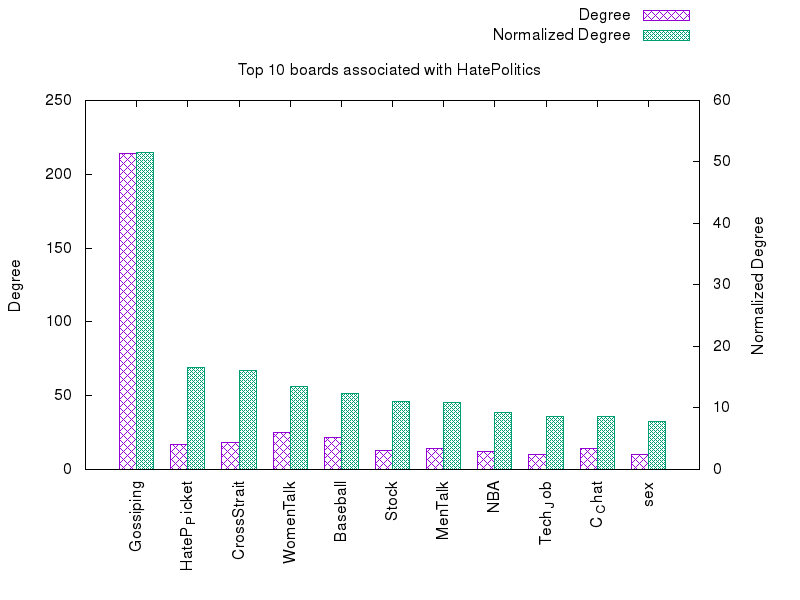 Degree
Normalized Degree
Top 10 boards associated with HatePolitics
250
200
150
100
50
0
60
50
40
30
20
10
0
Degree
Normalized Degree
Gossiping
HatePPicket
CrossStrait
WomenTalk
Baseball
Stock
MenTalk
NBA
TechJob
CChat
sex